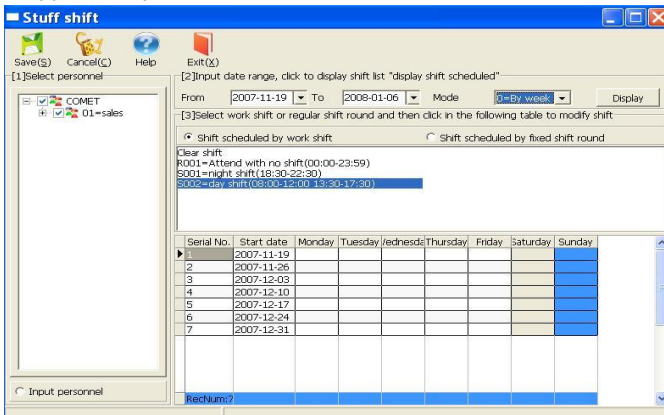 Stuff shift
Save(S) Cancel(C) Help Exit(X)
[1]Select personnel
COMET
01=sales
Input personnel
[2]Input date range, click to display shift list "display shift scheduled"
From 2007-11-19 To 2008-01-06 Mode 0=By week Display
[3]Select work shift or regular shift round and then click in the following table to modify shift
Shift scheduled by work shift Shift scheduled by fixed shift round
Clear shift
R001=Attend with no shift(00:00-23:59)
S001=night shift(18:30-22:30)
S002=day shift(08:00-12:00 13:30-17:30)
Serial No. Start date Monday Tuesday Wednesda Thursday Friday Saturday Sunday
1 2007-11-19
2 2007-11-26
3 2007-12-03
4 2007-12-10
5 2007-12-17
6 2007-12-24
7 2007-12-31
RecNum:7